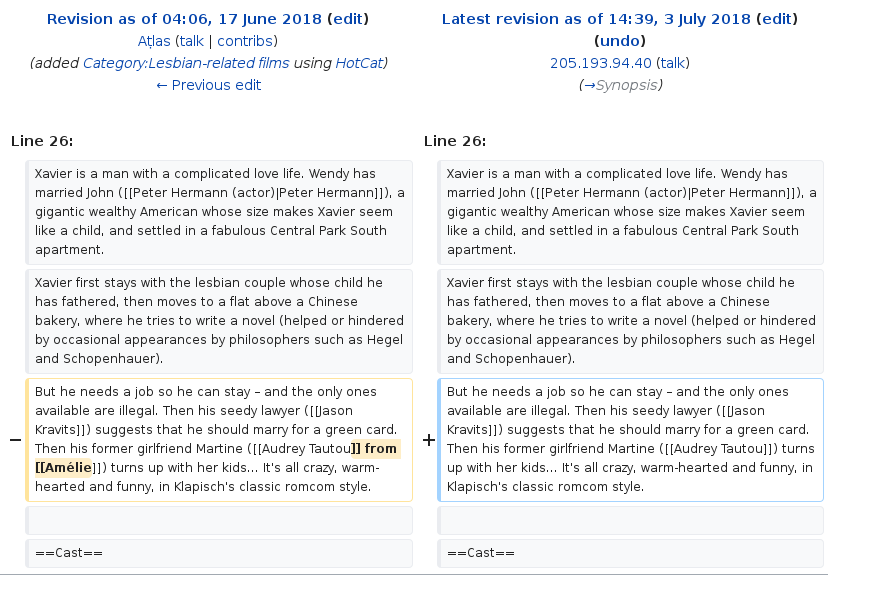 Revision as of 04:06, 17 June 2018 (edit)
Aṭlas (talk | contribs)
(added Category:Lesbian-related films using HotCat)
← Previous edit
Latest revision as of 14:39, 3 July 2018 (edit)
(undo)
205.193.94.40 (talk)
(→Synopsis)
Line 26:
Line 26:
Xavier is a man with a complicated love life. Wendy has
married John ([[Peter Hermann (actor)|Peter Hermann]]), a
gigantic wealthy American whose size makes Xavier seem
like a child, and settled in a fabulous Central Park South
apartment.
Xavier is a man with a complicated love life. Wendy has
married John ([[Peter Hermann (actor)|Peter Hermann]]), a
gigantic wealthy American whose size makes Xavier seem
like a child, and settled in a fabulous Central Park South
apartment.
Xavier first stays with the lesbian couple whose child he
has fathered, then moves to a flat above a Chinese
bakery, where he tries to write a novel (helped or hindered
by occasional appearances by philosophers such as Hegel
and Schopenhauer).
Xavier first stays with the lesbian couple whose child he
has fathered, then moves to a flat above a Chinese
bakery, where he tries to write a novel (helped or hindered
by occasional appearances by philosophers such as Hegel
and Schopenhauer).
−
But he needs a job so he can stay – and the only ones
available are illegal. Then his seedy lawyer ([[Jason
Kravits]]) suggests that he should marry for a green card.
Then his former girlfriend Martine ([[Audrey Tautou]] from
[[Amélie]]) turns up with her kids... It's all crazy, warm-
hearted and funny, in Klapisch's classic romcom style.
+
But he needs a job so he can stay – and the only ones
available are illegal. Then his seedy lawyer ([[Jason
Kravits]]) suggests that he should marry for a green card.
Then his former girlfriend Martine ([[Audrey Tautou]]) turns
up with her kids... It's all crazy, warm-hearted and funny, in
Klapisch's classic romcom style.
==Cast==
==Cast==